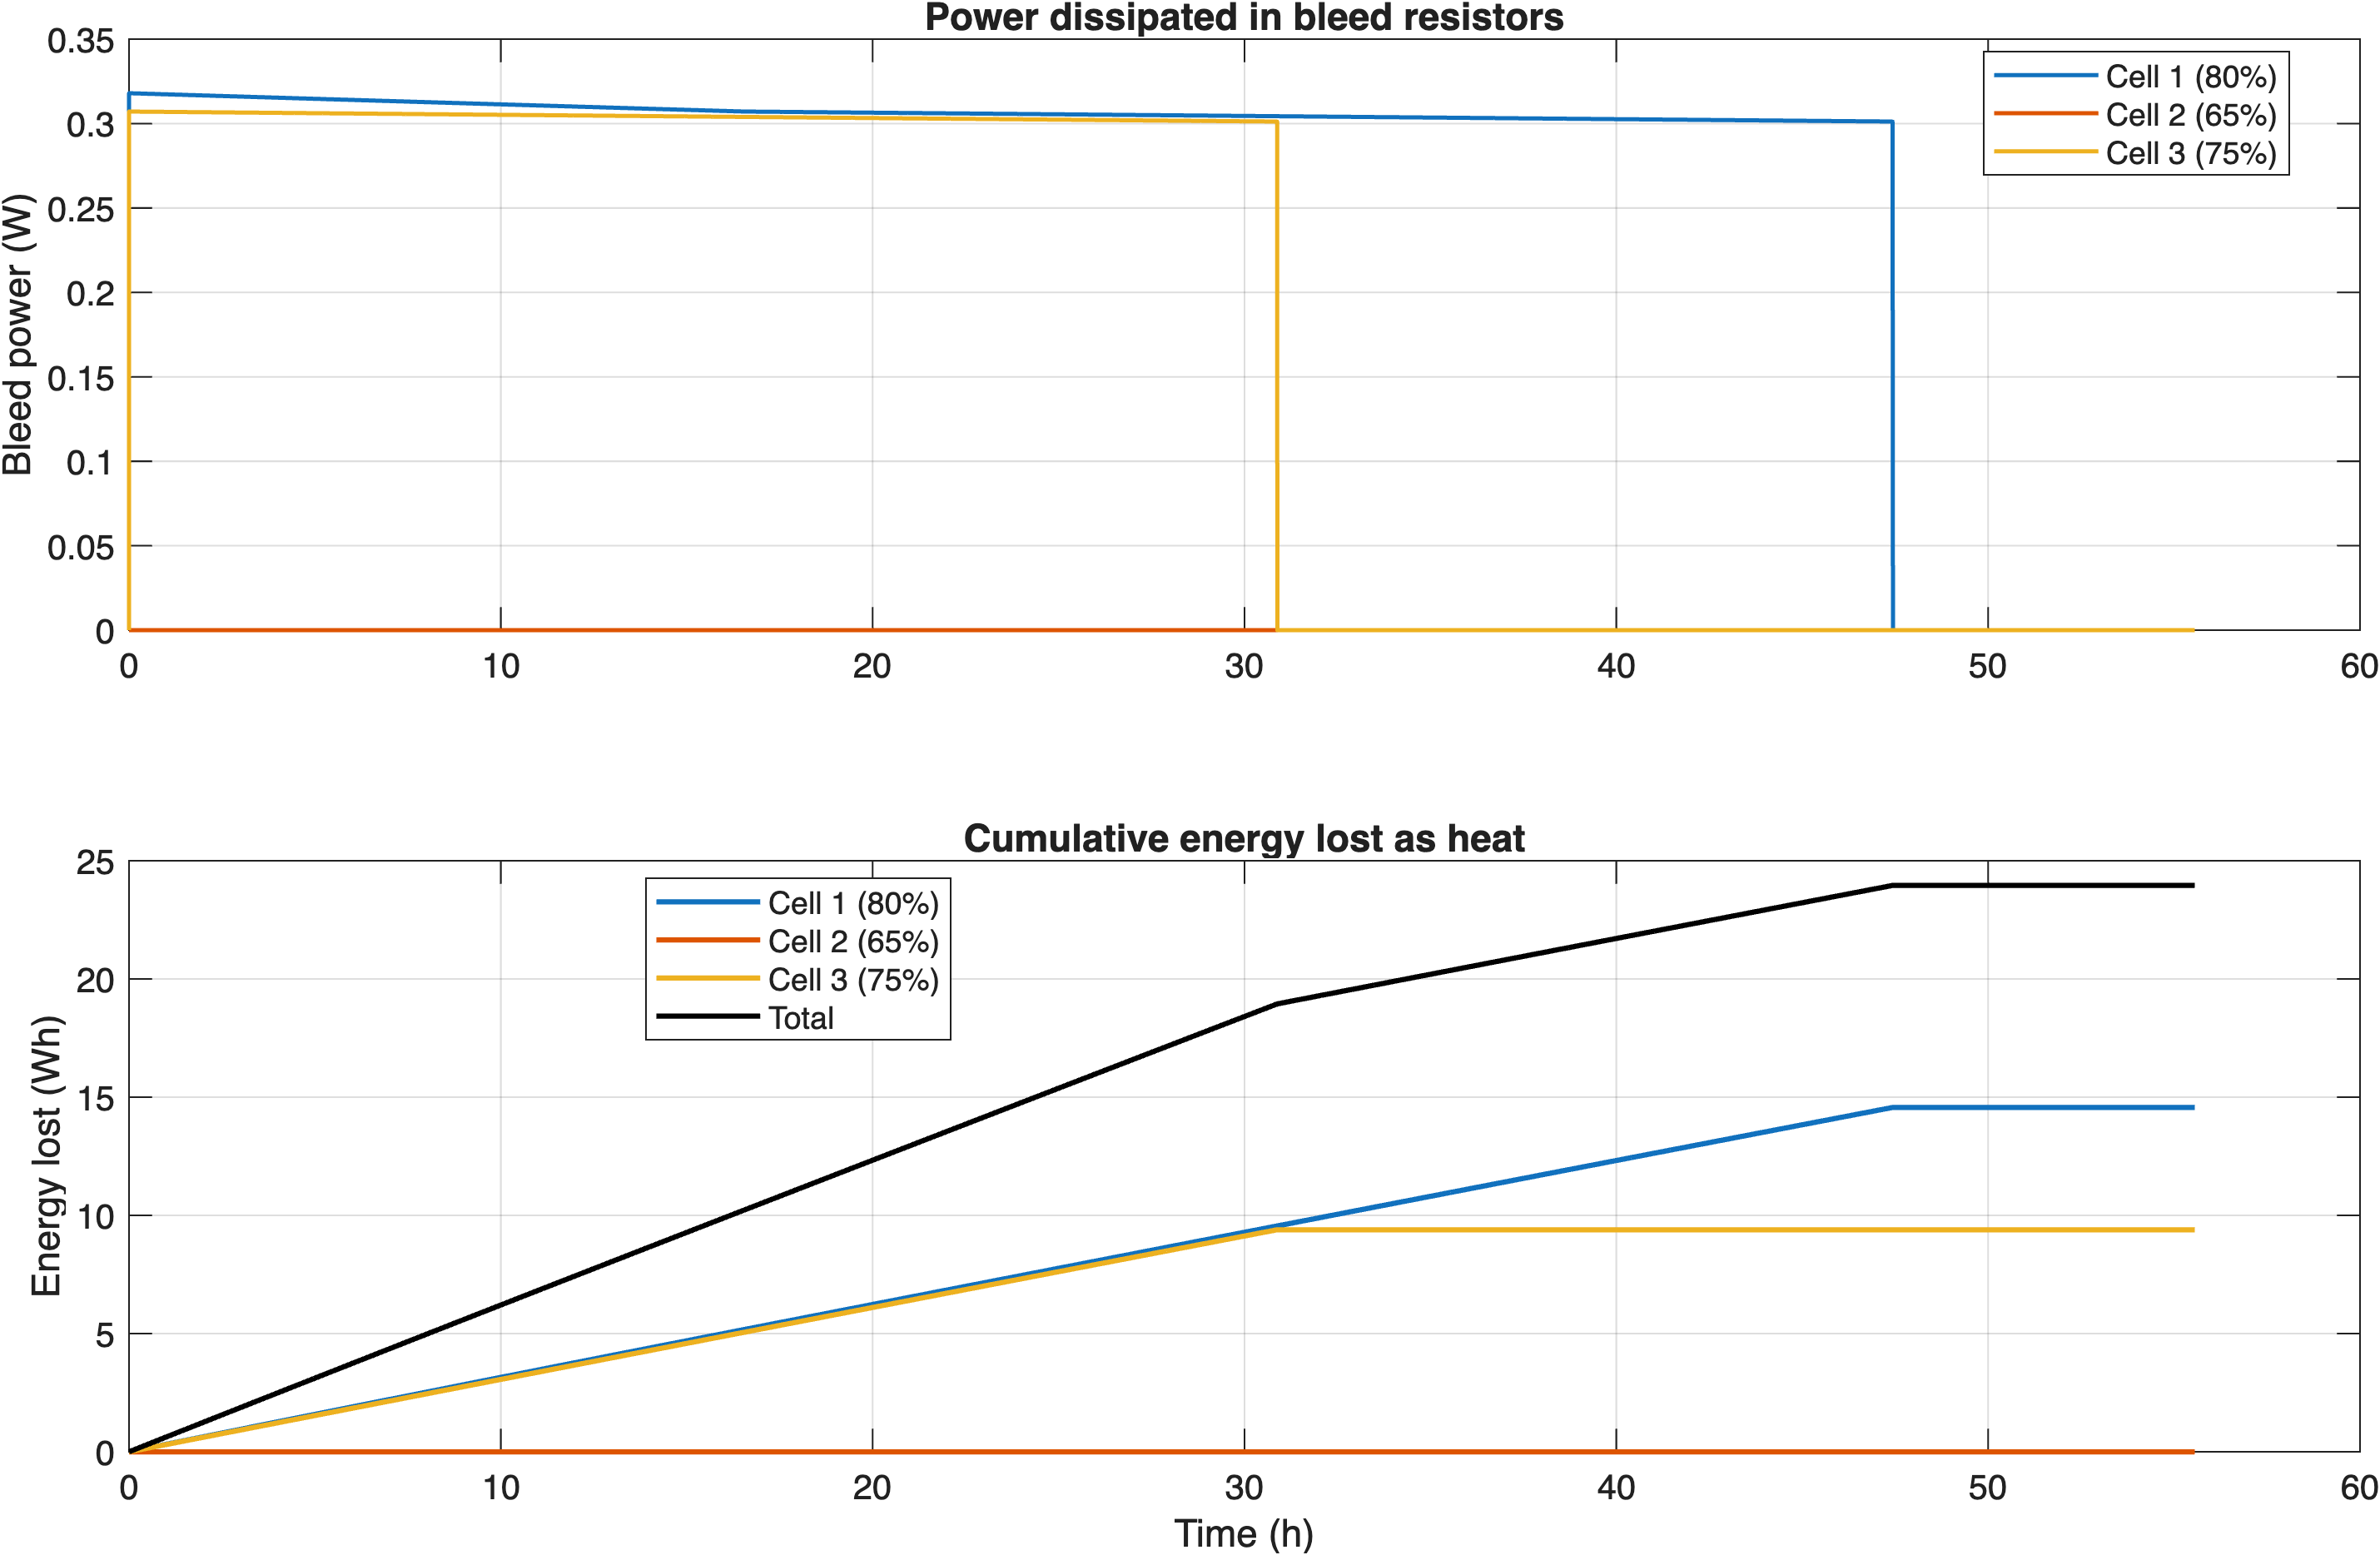 Power dissipated in bleed resistors
0.35
0.3
0.25
0.2
0.15
0.1
0.05
0
Bleed power (W)
Cell 1 (80%)
Cell 2 (65%)
Cell 3 (75%)
0 10 20 30 40 50 60
Cumulative energy lost as heat
25
20
15
10
5
0
Energy lost (Wh)
Cell 1 (80%)
Cell 2 (65%)
Cell 3 (75%)
Total
0 10 20 30 40 50 60
Time (h)